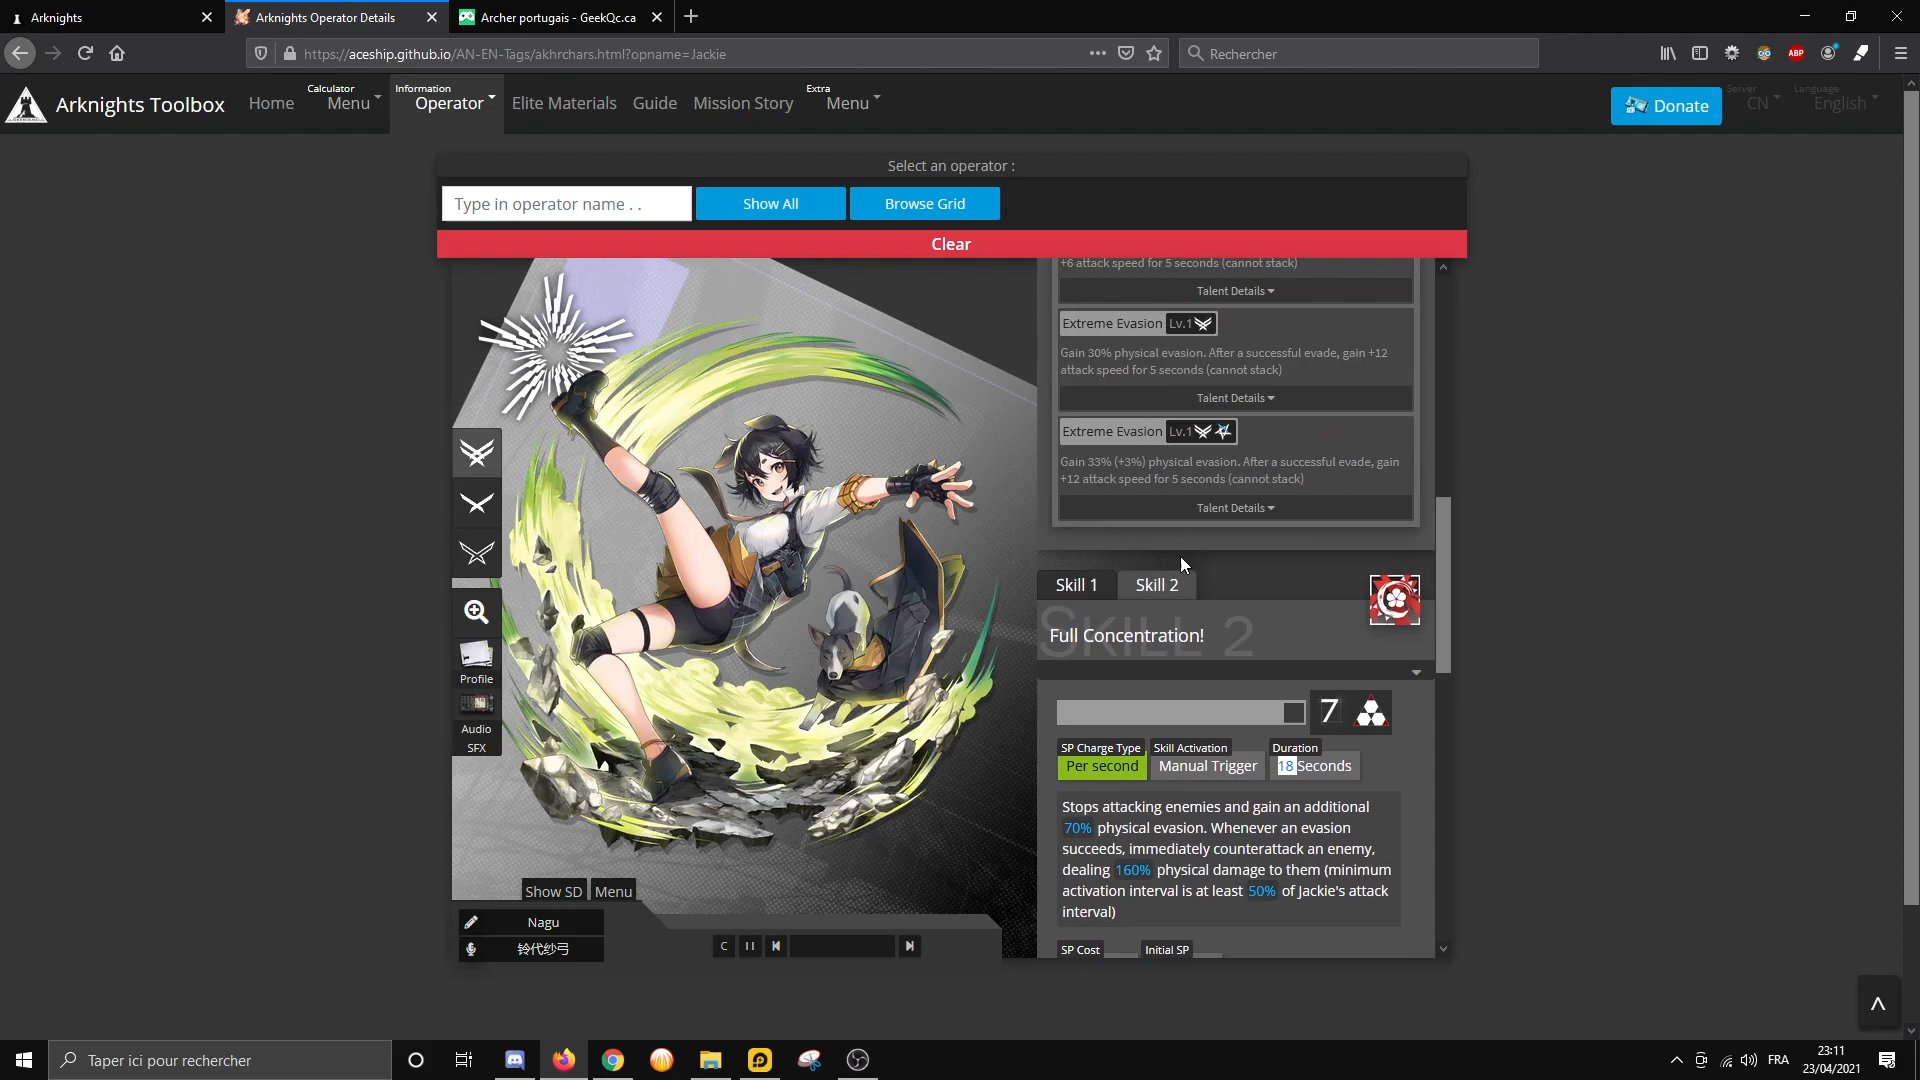 Arknights
Arknights Operator Details
Archer portugais - GeekQc.ca
https://aceship.github.io/AN-EN-Tags/akhrchars.html?opname=Jackie
Rechercher
ABP
Arknights Toolbox
Home
Calculator
Menu
Information
Operator
Elite Materials
Guide
Mission Story
Extra
Menu
Donate
Server
CN
Language
English
Select an operator :
Type in operator name . .
Show All
Browse Grid
Clear
+6 attack speed for 5 seconds (cannot stack)
Talent Details
Extreme Evasion Lv.1
Gain 30% physical evasion. After a successful evade, gain +12
attack speed for 5 seconds (cannot stack)
Talent Details
Extreme Evasion Lv.1
Gain 33% (+3%) physical evasion. After a successful evade, gain
+12 attack speed for 5 seconds (cannot stack)
Talent Details
Skill 1
Skill 2
SKILL 2
Full Concentration!
7
SP Charge Type
Per second
Skill Activation
Manual Trigger
Duration
18 Seconds
Stops attacking enemies and gain an additional
70% physical evasion. Whenever an evasion
succeeds, immediately counterattack an enemy,
dealing 160% physical damage to them (minimum
activation interval is at least 50% of Jackie's attack
interval)
SP Cost
Initial SP
Profile
Audio
SFX
Show SD
Menu
Nagu
铃代纱弓
C
Taper ici pour rechercher
FRA
23:11
23/04/2021